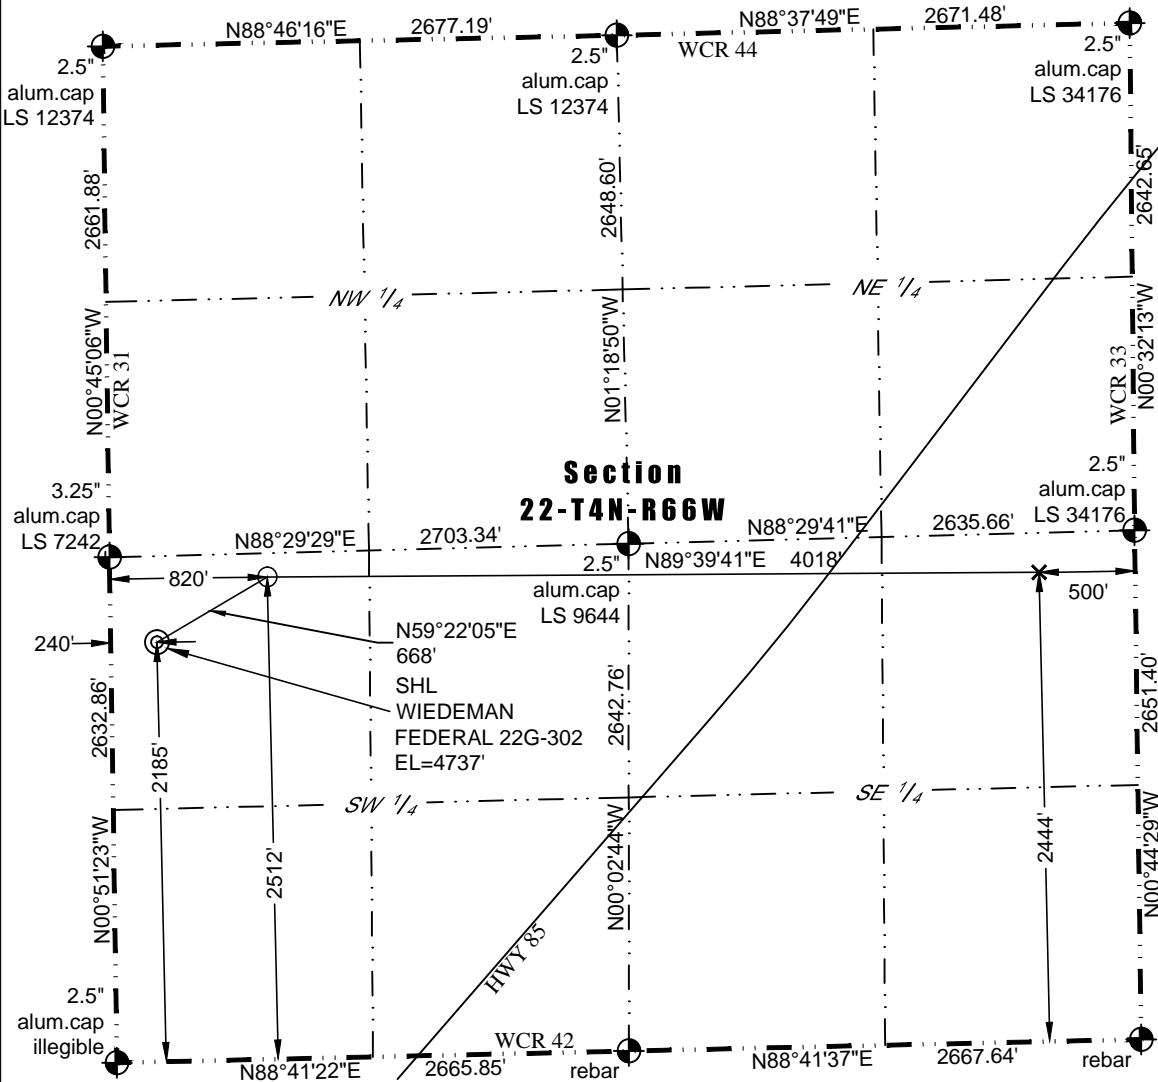 N88°46'16"E
2677.19'
N88°37'49"E
2671.48'
WCR 44
2.5"
alum.cap
LS 12374
2.5"
alum.cap
LS 12374
2.5"
alum.cap
LS 34176
2661.88'
2648.60'
2642.65'
NW 1/4
NE 1/4
N00°45'06"W
WCR 31
N01°18'50"W
WCR 33
N00°32'13"W
Section
22-T4N-R66W
3.25"
alum.cap
LS 7242
2.5"
alum.cap
LS 34176
N88°29'29"E
2703.34'
N88°29'41"E
2635.66'
2.5"
alum.cap
LS 9644
N89°39'41"E
4018'
820'
500'
240'
N59°22'05"E
668'
SHL
WIEDEMAN
FEDERAL 22G-302
EL=4737'
2632.86'
2185'
2642.76'
2651.40'
SW 1/4
SE 1/4
N00°51'23"W
2512'
N00°02'44"W
2444'
N00°44'29"W
HWY 85
2.5"
alum.cap
illegible
WCR 42
N88°41'22"E
2665.85'
rebar
N88°41'37"E
2667.64'
rebar